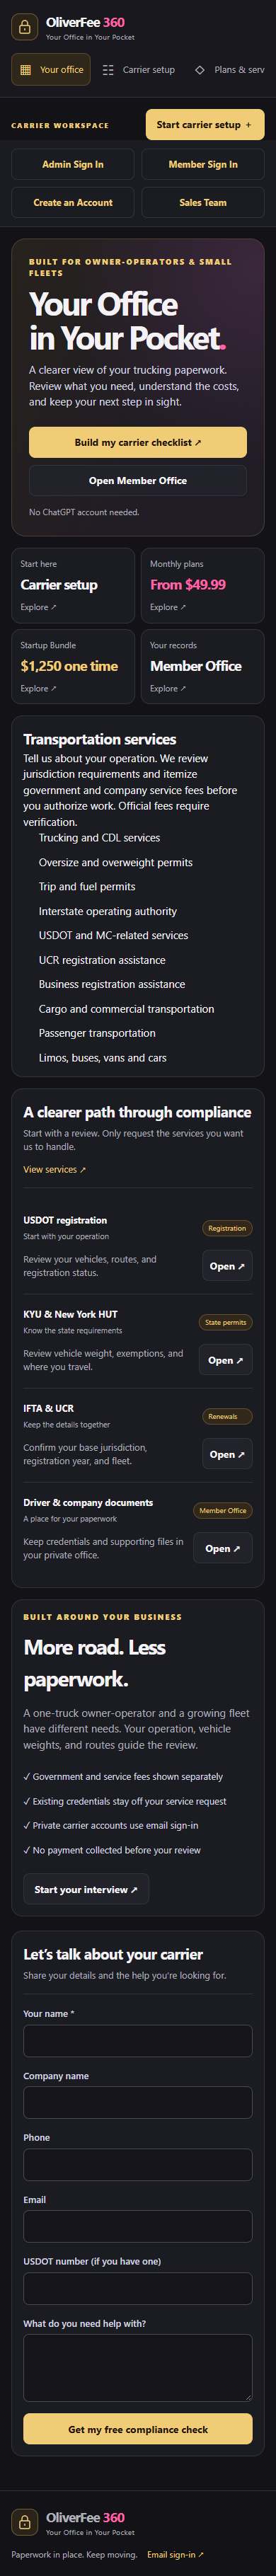 OliverFee 360
Your Office in Your Pocket
Your office
Carrier setup
Plans & serv
CARRIER WORKSPACE
Start carrier setup +
Admin Sign In
Member Sign In
Create an Account
Sales Team
BUILT FOR OWNER-OPERATORS & SMALL
FLEETS
Your Office
in Your Pocket.
A clearer view of your trucking paperwork.
Review what you need, understand the costs,
and keep your next step in sight.
Build my carrier checklist ↗
Open Member Office
No ChatGPT account needed.
Start here
Carrier setup
Explore ↗
Monthly plans
From $49.99
Explore ↗
Startup Bundle
$1,250 one time
Explore ↗
Your records
Member Office
Explore ↗
Transportation services
Tell us about your operation. We review
jurisdiction requirements and itemize
government and company service fees before
you authorize work. Official fees require
verification.
Trucking and CDL services
Oversize and overweight permits
Trip and fuel permits
Interstate operating authority
USDOT and MC-related services
UCR registration assistance
Business registration assistance
Cargo and commercial transportation
Passenger transportation
Limos, buses, vans and cars
A clearer path through compliance
Start with a review. Only request the services you want
us to handle.
View services ↗
USDOT registration
Start with your operation
Registration
Review your vehicles, routes, and
registration status.
Open ↗
KYU & New York HUT
Know the state requirements
State permits
Review vehicle weight, exemptions, and
where you travel.
Open ↗
IFTA & UCR
Keep the details together
Renewals
Confirm your base jurisdiction,
registration year, and fleet.
Open ↗
Driver & company documents
A place for your paperwork
Member Office
Keep credentials and supporting files in
your private office.
Open ↗
BUILT AROUND YOUR BUSINESS
More road. Less
paperwork.
A one-truck owner-operator and a growing fleet
have different needs. Your operation, vehicle
weights, and routes guide the review.
✓ Government and service fees shown separately
✓ Existing credentials stay off your service request
✓ Private carrier accounts use email sign-in
✓ No payment collected before your review
Start your interview ↗
Let's talk about your carrier
Share your details and the help you're looking for.
Your name *
Company name
Phone
Email
USDOT number (if you have one)
What do you need help with?
Get my free compliance check
OliverFee 360
Your Office in Your Pocket
Paperwork in place. Keep moving.
Email sign-in ↗